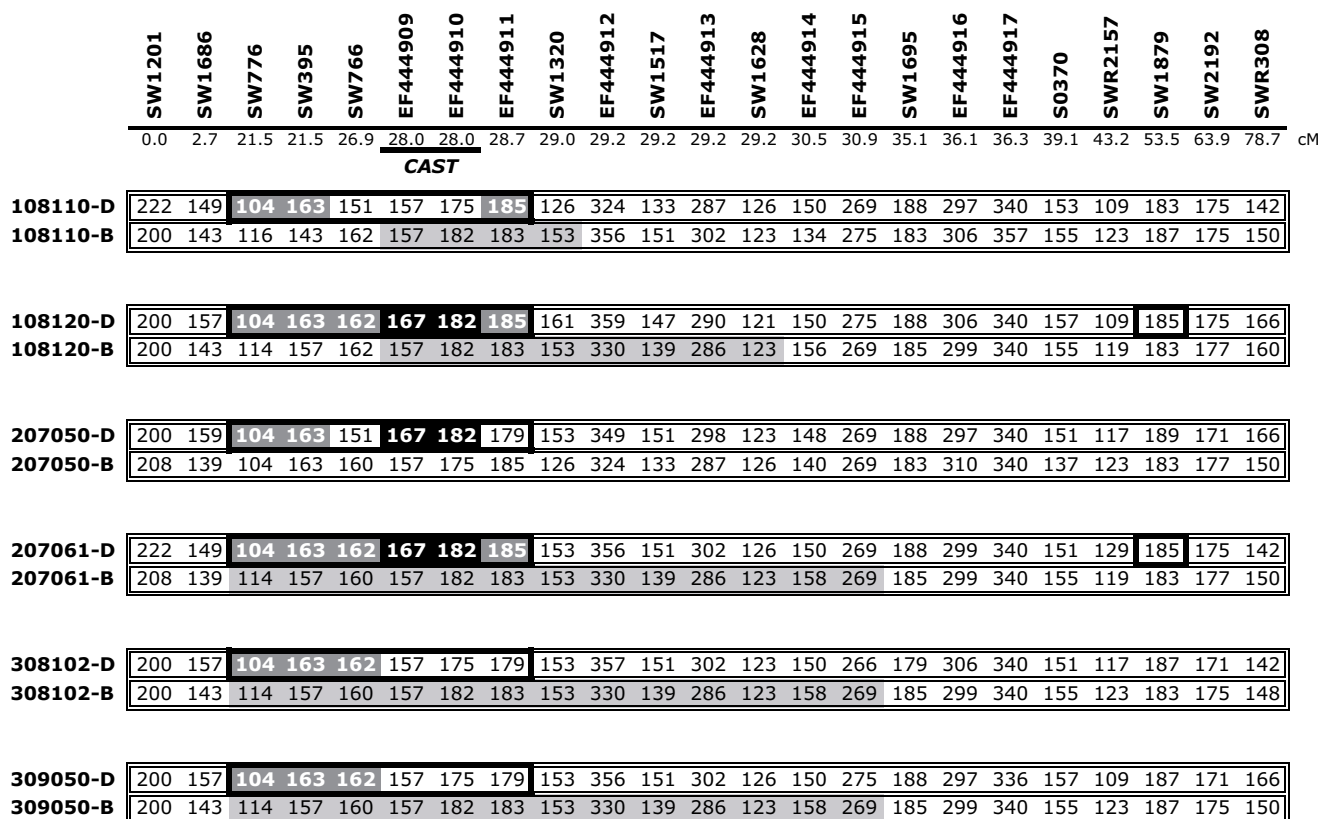 SW1201 SW1686 SW776 SW395 SW766 EF444909 EF444910 EF444911 SW1320 EF444912 SW1517 EF444913 SW1628 EF444914 EF444915 SW1695 EF444916 EF444917 S0370 SWR2157 SW1879 SW2192 SWR308
0.0 2.7 21.5 21.5 26.9 28.0 28.0 28.7 29.0 29.2 29.2 29.2 29.2 30.5 30.9 35.1 36.1 36.3 39.1 43.2 53.5 63.9 78.7 cM
CAST
108110-D 222 149 104 163 151 157 175 185 126 324 133 287 126 150 269 188 297 340 153 109 183 175 142
108110-B 200 143 116 143 162 157 182 183 153 356 151 302 123 134 275 183 306 357 155 123 187 175 150
108120-D 200 157 104 163 162 167 182 185 161 359 147 290 121 150 275 188 306 340 157 109 185 175 166
108120-B 200 143 114 157 162 157 182 183 153 330 139 286 123 156 269 185 299 340 155 119 183 177 160
207050-D 200 159 104 163 151 167 182 179 153 349 151 298 123 148 269 188 297 340 151 117 189 171 166
207050-B 208 139 104 163 160 157 175 185 126 324 133 287 126 140 269 183 310 340 137 123 183 177 150
207061-D 222 149 104 163 162 167 182 185 153 356 151 302 126 150 269 188 299 340 151 129 185 175 142
207061-B 208 139 114 157 160 157 182 183 153 330 139 286 123 158 269 185 299 340 155 119 183 177 150
308102-D 200 157 104 163 162 157 175 179 153 357 151 302 123 150 266 179 306 340 151 117 187 171 142
308102-B 200 143 114 157 160 157 182 183 153 330 139 286 123 158 269 185 299 340 155 123 183 175 148
309050-D 200 157 104 163 162 157 175 179 153 356 151 302 126 150 275 188 297 336 157 109 187 171 166
309050-B 200 143 114 157 160 157 182 183 153 330 139 286 123 158 269 185 299 340 155 123 187 175 150